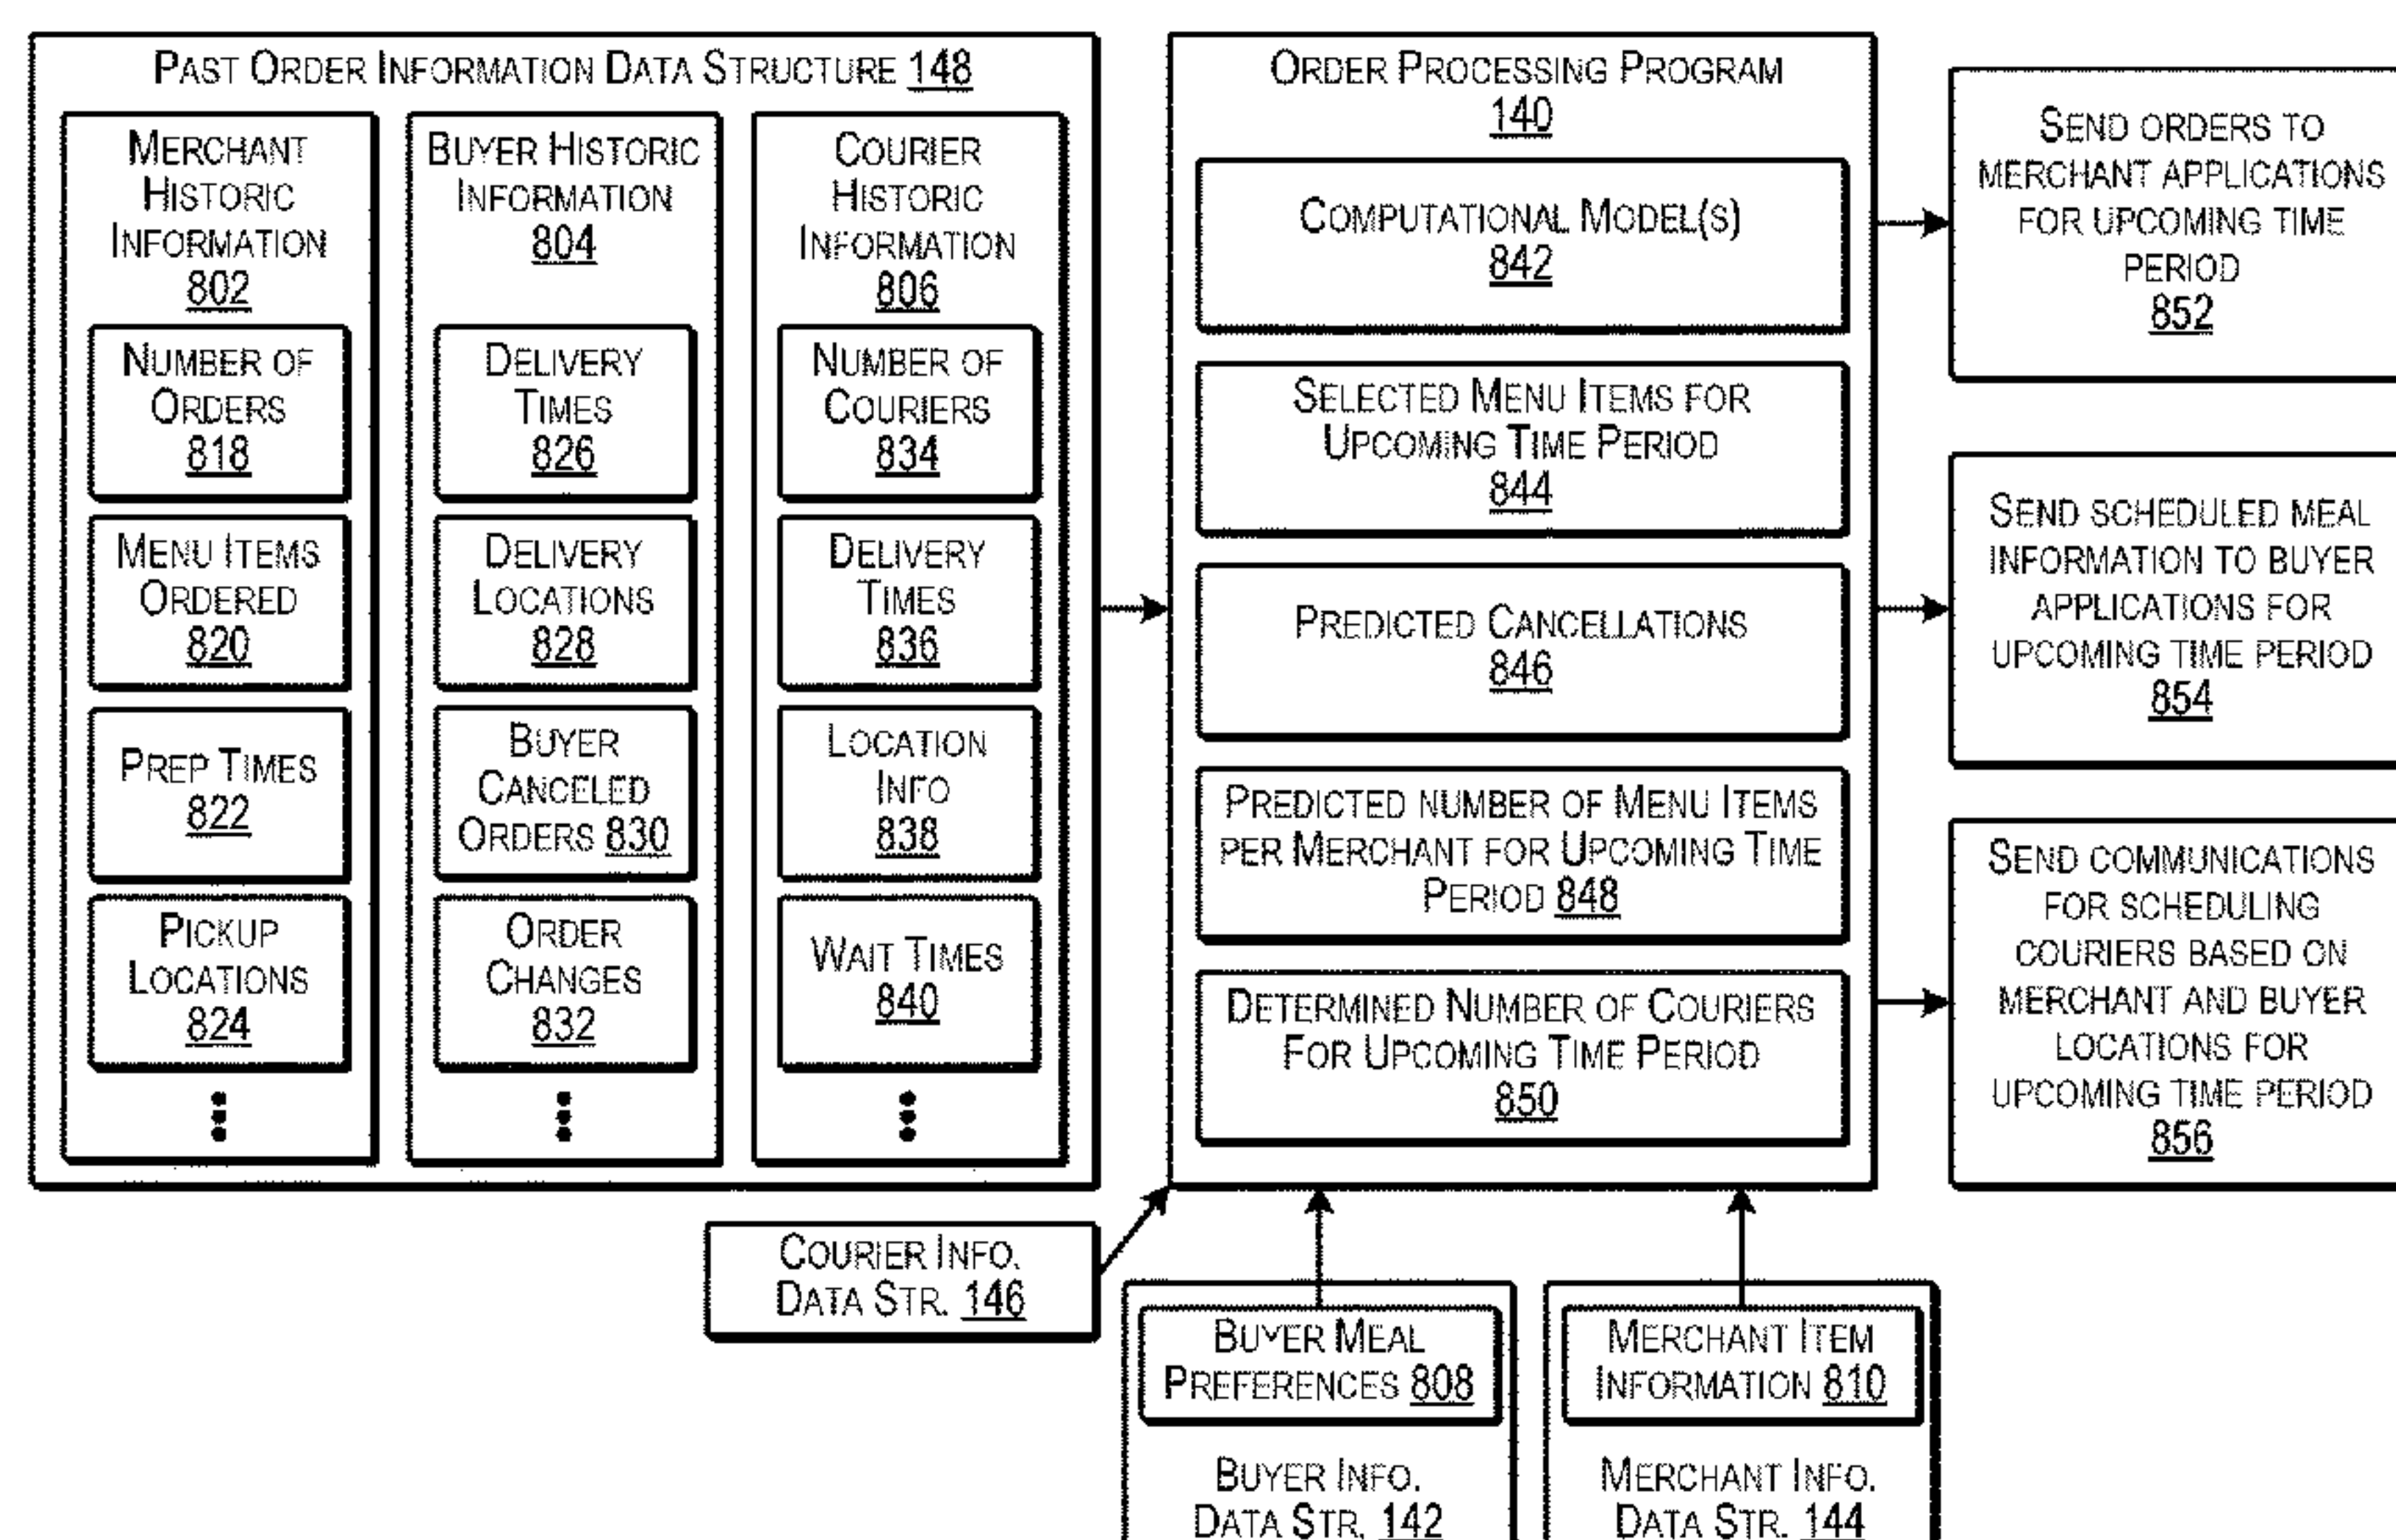 PAST ORDER INFORMATION DATA STRUCTURE 148
MERCHANT
HISTORIC
INFORMATION
802
NUMBER OF
ORDERS
818
MENU ITEMS
ORDERED
820
PREP TIMES
822
PICKUP
LOCATIONS
824
BUYER HISTORIC
INFORMATION
804
DELIVERY
TIMES
826
DELIVERY
LOCATIONS
828
BUYER
CANCELED
ORDERS 830
ORDER
CHANGES
832
COURIER
HISTORIC
INFORMATION
806
NUMBER OF
COURIERS
834
DELIVERY
TIMES
836
LOCATION
INFO
838
WAIT TIMES
840
ORDER PROCESSING PROGRAM
140
COMPUTATIONAL MODEL(S)
842
SELECTED MENU ITEMS FOR
UPCOMING TIME PERIOD
844
PREDICTED CANCELLATIONS
846
PREDICTED NUMBER OF MENU ITEMS
PER MERCHANT FOR UPCOMING TIME
PERIOD 848
DETERMINED NUMBER OF COURIERS
FOR UPCOMING TIME PERIOD
850
SEND ORDERS TO
MERCHANT APPLICATIONS
FOR UPCOMING TIME
PERIOD
852
SEND SCHEDULED MEAL
INFORMATION TO BUYER
APPLICATIONS FOR
UPCOMING TIME PERIOD
854
SEND COMMUNICATIONS
FOR SCHEDULING
COURIERS BASED ON
MERCHANT AND BUYER
LOCATIONS FOR
UPCOMING TIME PERIOD
856
COURIER INFO.
DATA STR. 146
BUYER MEAL
PREFERENCES 808
BUYER INFO.
DATA STR. 142
MERCHANT ITEM
INFORMATION 810
MERCHANT INFO.
DATA STR. 144